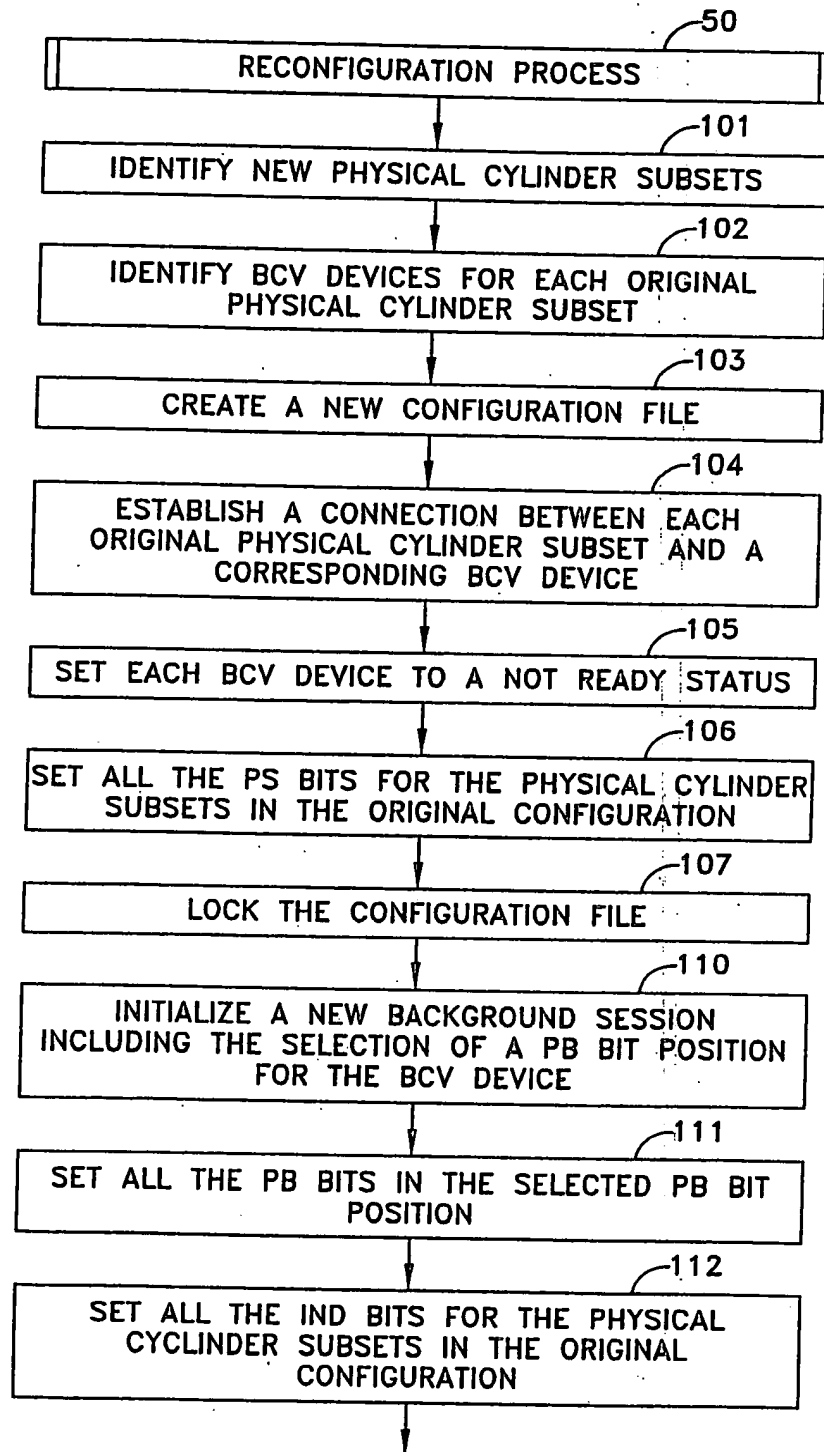 50
RECONFIGURATION PROCESS
101
IDENTIFY NEW PHYSICAL CYLINDER SUBSETS
102
IDENTIFY BCV DEVICES FOR EACH ORIGINAL
PHYSICAL CYLINDER SUBSET
103
CREATE A NEW CONFIGURATION FILE
104
ESTABLISH A CONNECTION BETWEEN EACH
ORIGINAL PHYSICAL CYLINDER SUBSET AND A
CORRESPONDING BCV DEVICE
105
SET EACH BCV DEVICE TO A NOT READY STATUS
106
SET ALL THE PS BITS FOR THE PHYSICAL CYLINDER
SUBSETS IN THE ORIGINAL CONFIGURATION
107
LOCK THE CONFIGURATION FILE
110
INITIALIZE A NEW BACKGROUND SESSION
INCLUDING THE SELECTION OF A PB BIT POSITION
FOR THE BCV DEVICE
111
SET ALL THE PB BITS IN THE SELECTED PB BIT
POSITION
112
SET ALL THE IND BITS FOR THE PHYSICAL
CYCLINDER SUBSETS IN THE ORIGINAL
CONFIGURATION